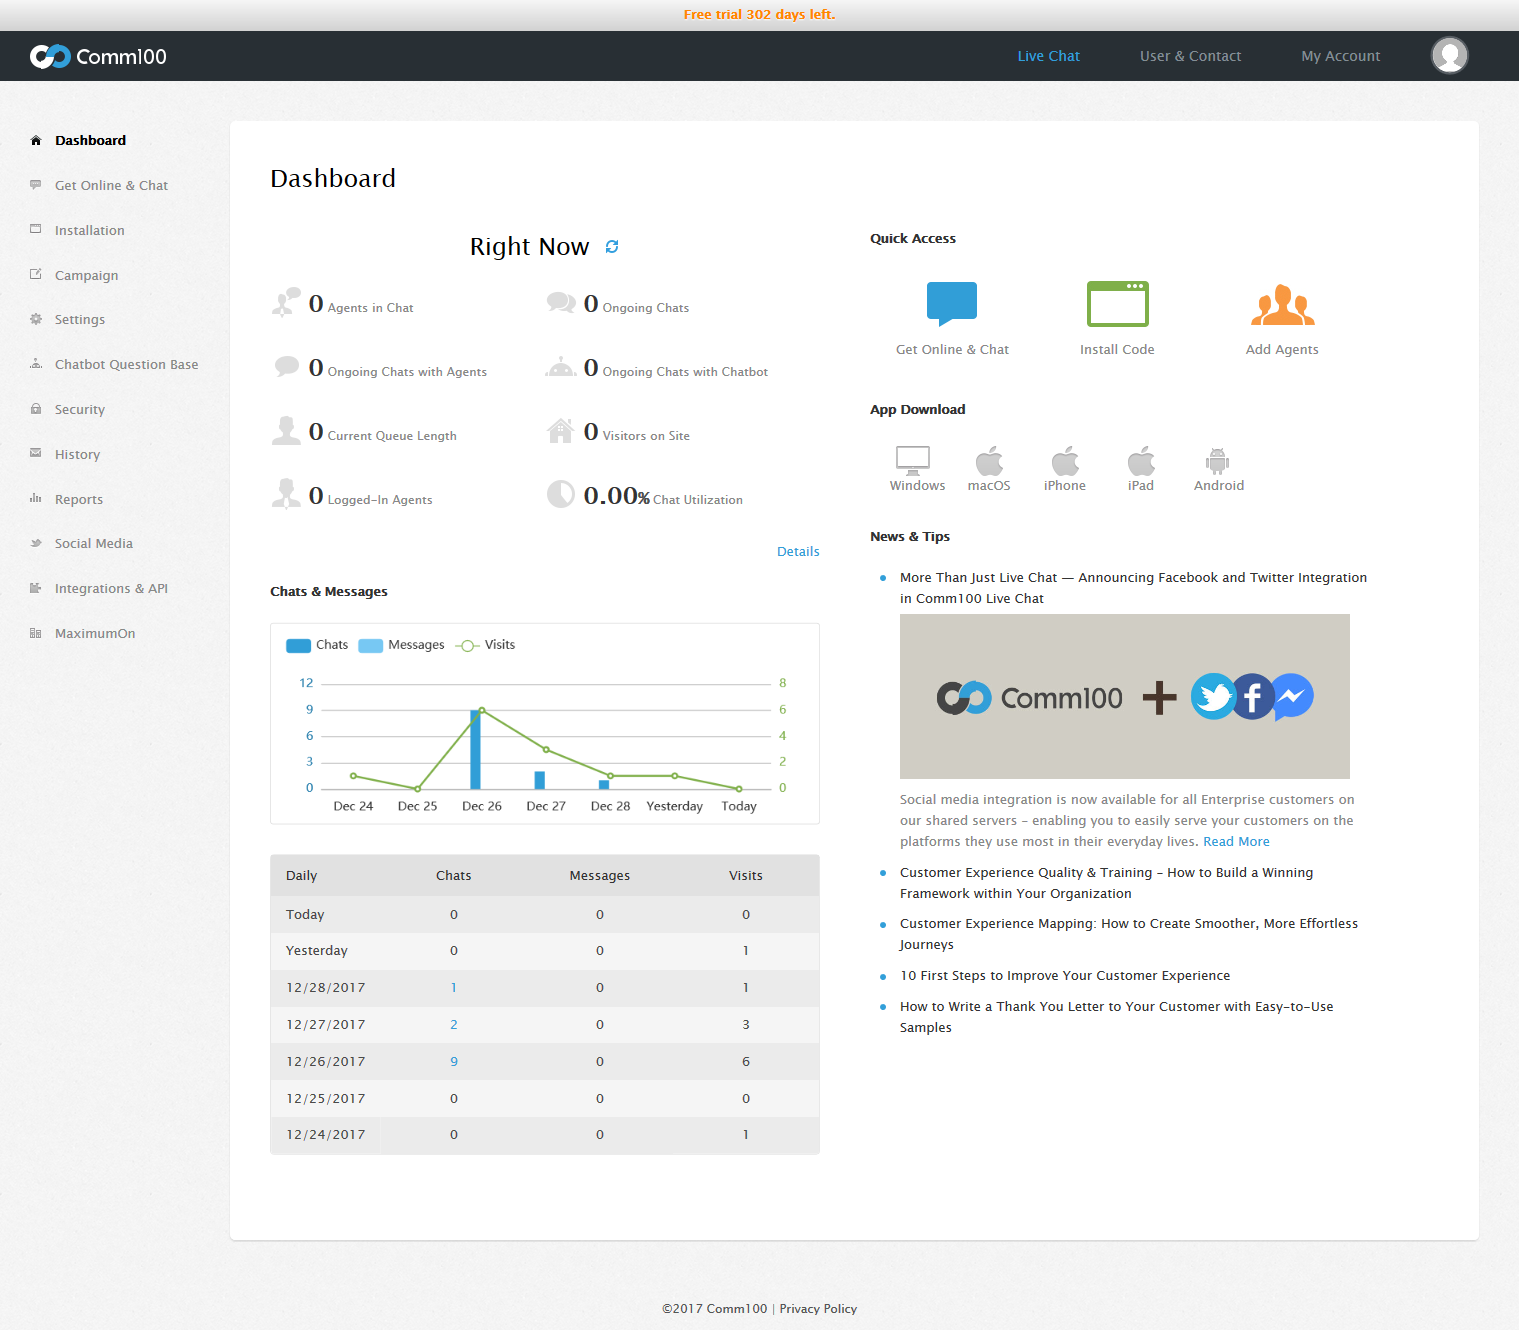 Free trial 302 days left.
Comm100
Live Chat
User & Contact
My Account
Dashboard
Get Online & Chat
Installation
Campaign
Settings
Chatbot Question Base
Security
History
Reports
Social Media
Integrations & API
MaximumOn
Dashboard
Right Now
0 Agents in Chat
0 Ongoing Chats
0 Ongoing Chats with Agents
0 Ongoing Chats with Chatbot
0 Current Queue Length
0 Visitors on Site
0 Logged-In Agents
0.00% Chat Utilization
Details
Chats & Messages
Chats Messages Visits
12 8
9 6
6 4
3 2
0 0
Dec 24 Dec 25 Dec 26 Dec 27 Dec 28 Yesterday Today
Daily Chats Messages Visits
Today 0 0 0
Yesterday 0 0 1
12/28/2017 1 0 1
12/27/2017 2 0 3
12/26/2017 9 0 6
12/25/2017 0 0 0
12/24/2017 0 0 1
Quick Access
Get Online & Chat
Install Code
Add Agents
App Download
Windows
macOS
iPhone
iPad
Android
News & Tips
More Than Just Live Chat — Announcing Facebook and Twitter Integration
in Comm100 Live Chat
Comm100 +
Social media integration is now available for all Enterprise customers on
our shared servers – enabling you to easily serve your customers on the
platforms they use most in their everyday lives. Read More
Customer Experience Quality & Training – How to Build a Winning
Framework within Your Organization
Customer Experience Mapping: How to Create Smoother, More Effortless
Journeys
10 First Steps to Improve Your Customer Experience
How to Write a Thank You Letter to Your Customer with Easy-to-Use
Samples
©2017 Comm100 | Privacy Policy